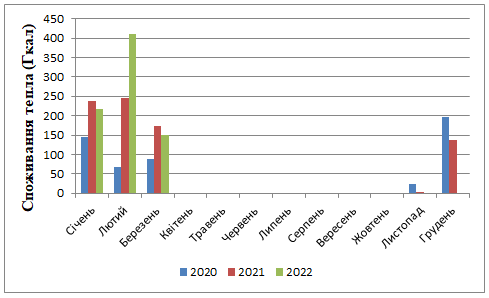 Споживання тепла (Гкал)
450
400
350
300
250
200
150
100
50
0
Січень
Лютий
Березень
Квітень
Травень
Червень
Липень
Серпень
Вересень
Жовтень
Листопад
Грудень
2020 2021 2022